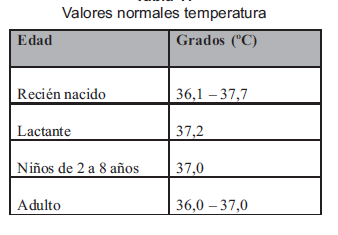 Valores normales temperatura
Edad Grados (ºC)
Recién nacido 36,1 – 37,7
Lactante 37,2
Niños de 2 a 8 años 37,0
Adulto 36,0 – 37,0